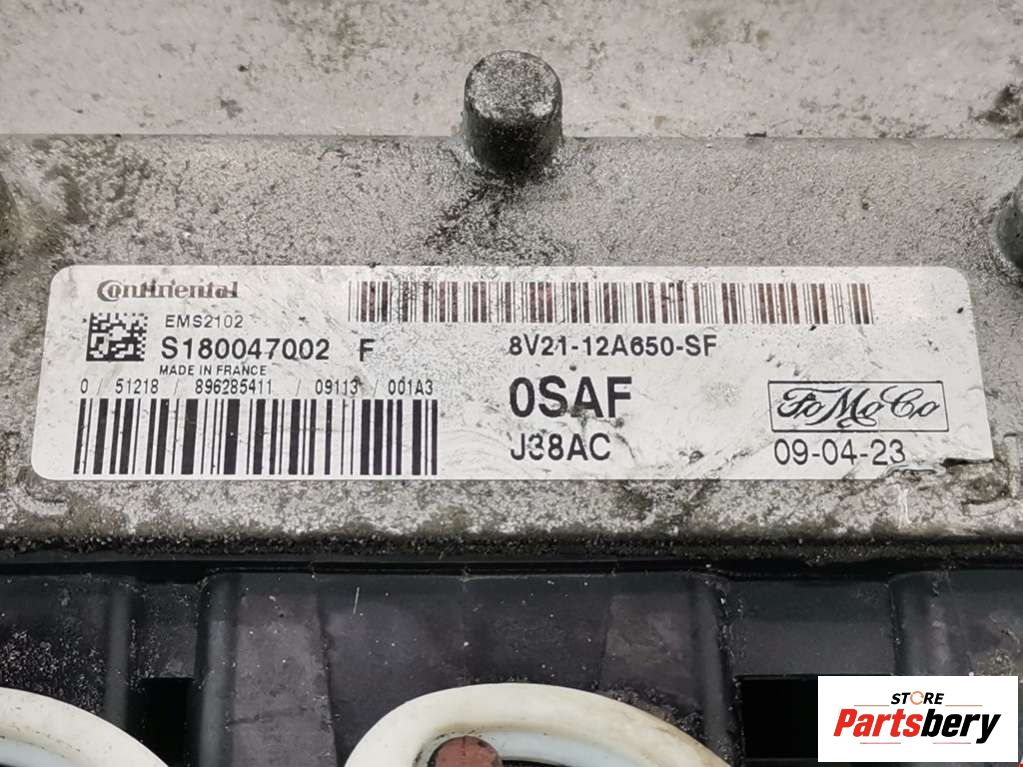 Continental
EMS2102
S180047002 F
8V21-12A650-SF
MADE IN FRANCE
0 / 51218 / 896285411 / 09113 / 001A3
0SAF
FoMoCo
J38AC
09-04-23
STORE
Partsbery